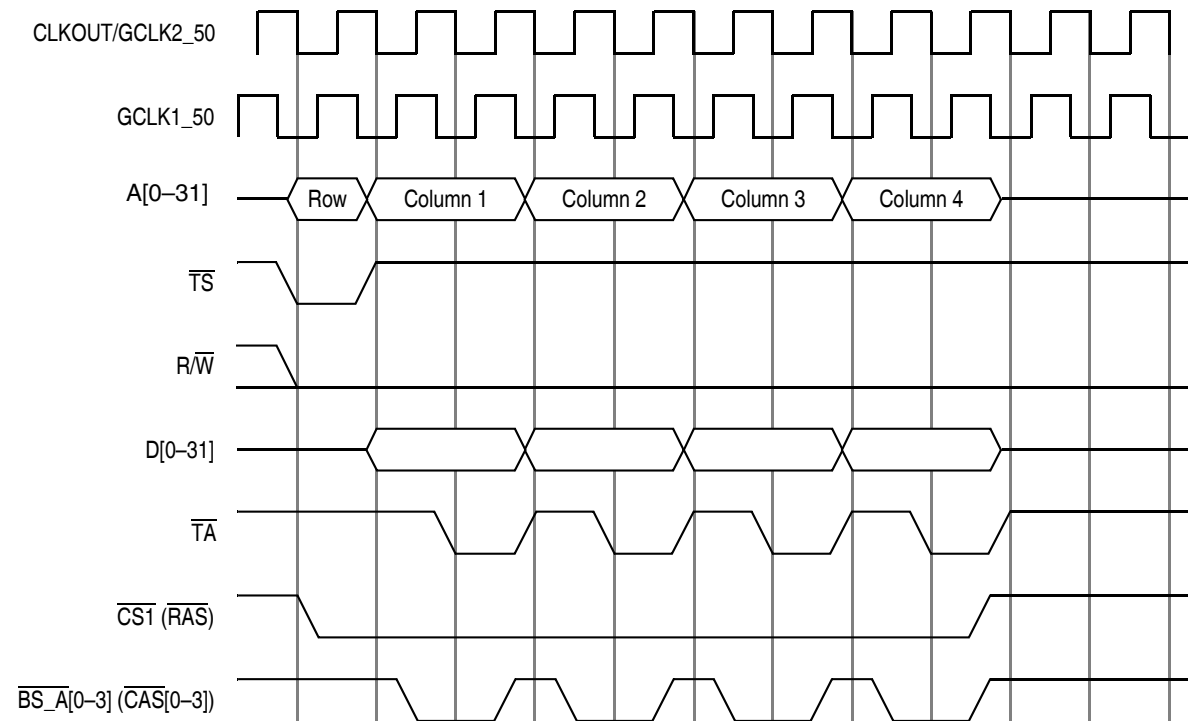 CLKOUT/GCLK2_50
GCLK1_50
A[0–31]
Row Column 1 Column 2 Column 3 Column 4
TS
R/W
D[0–31]
TA
CS1 (RAS)
BS_A[0–3] (CAS[0–3])